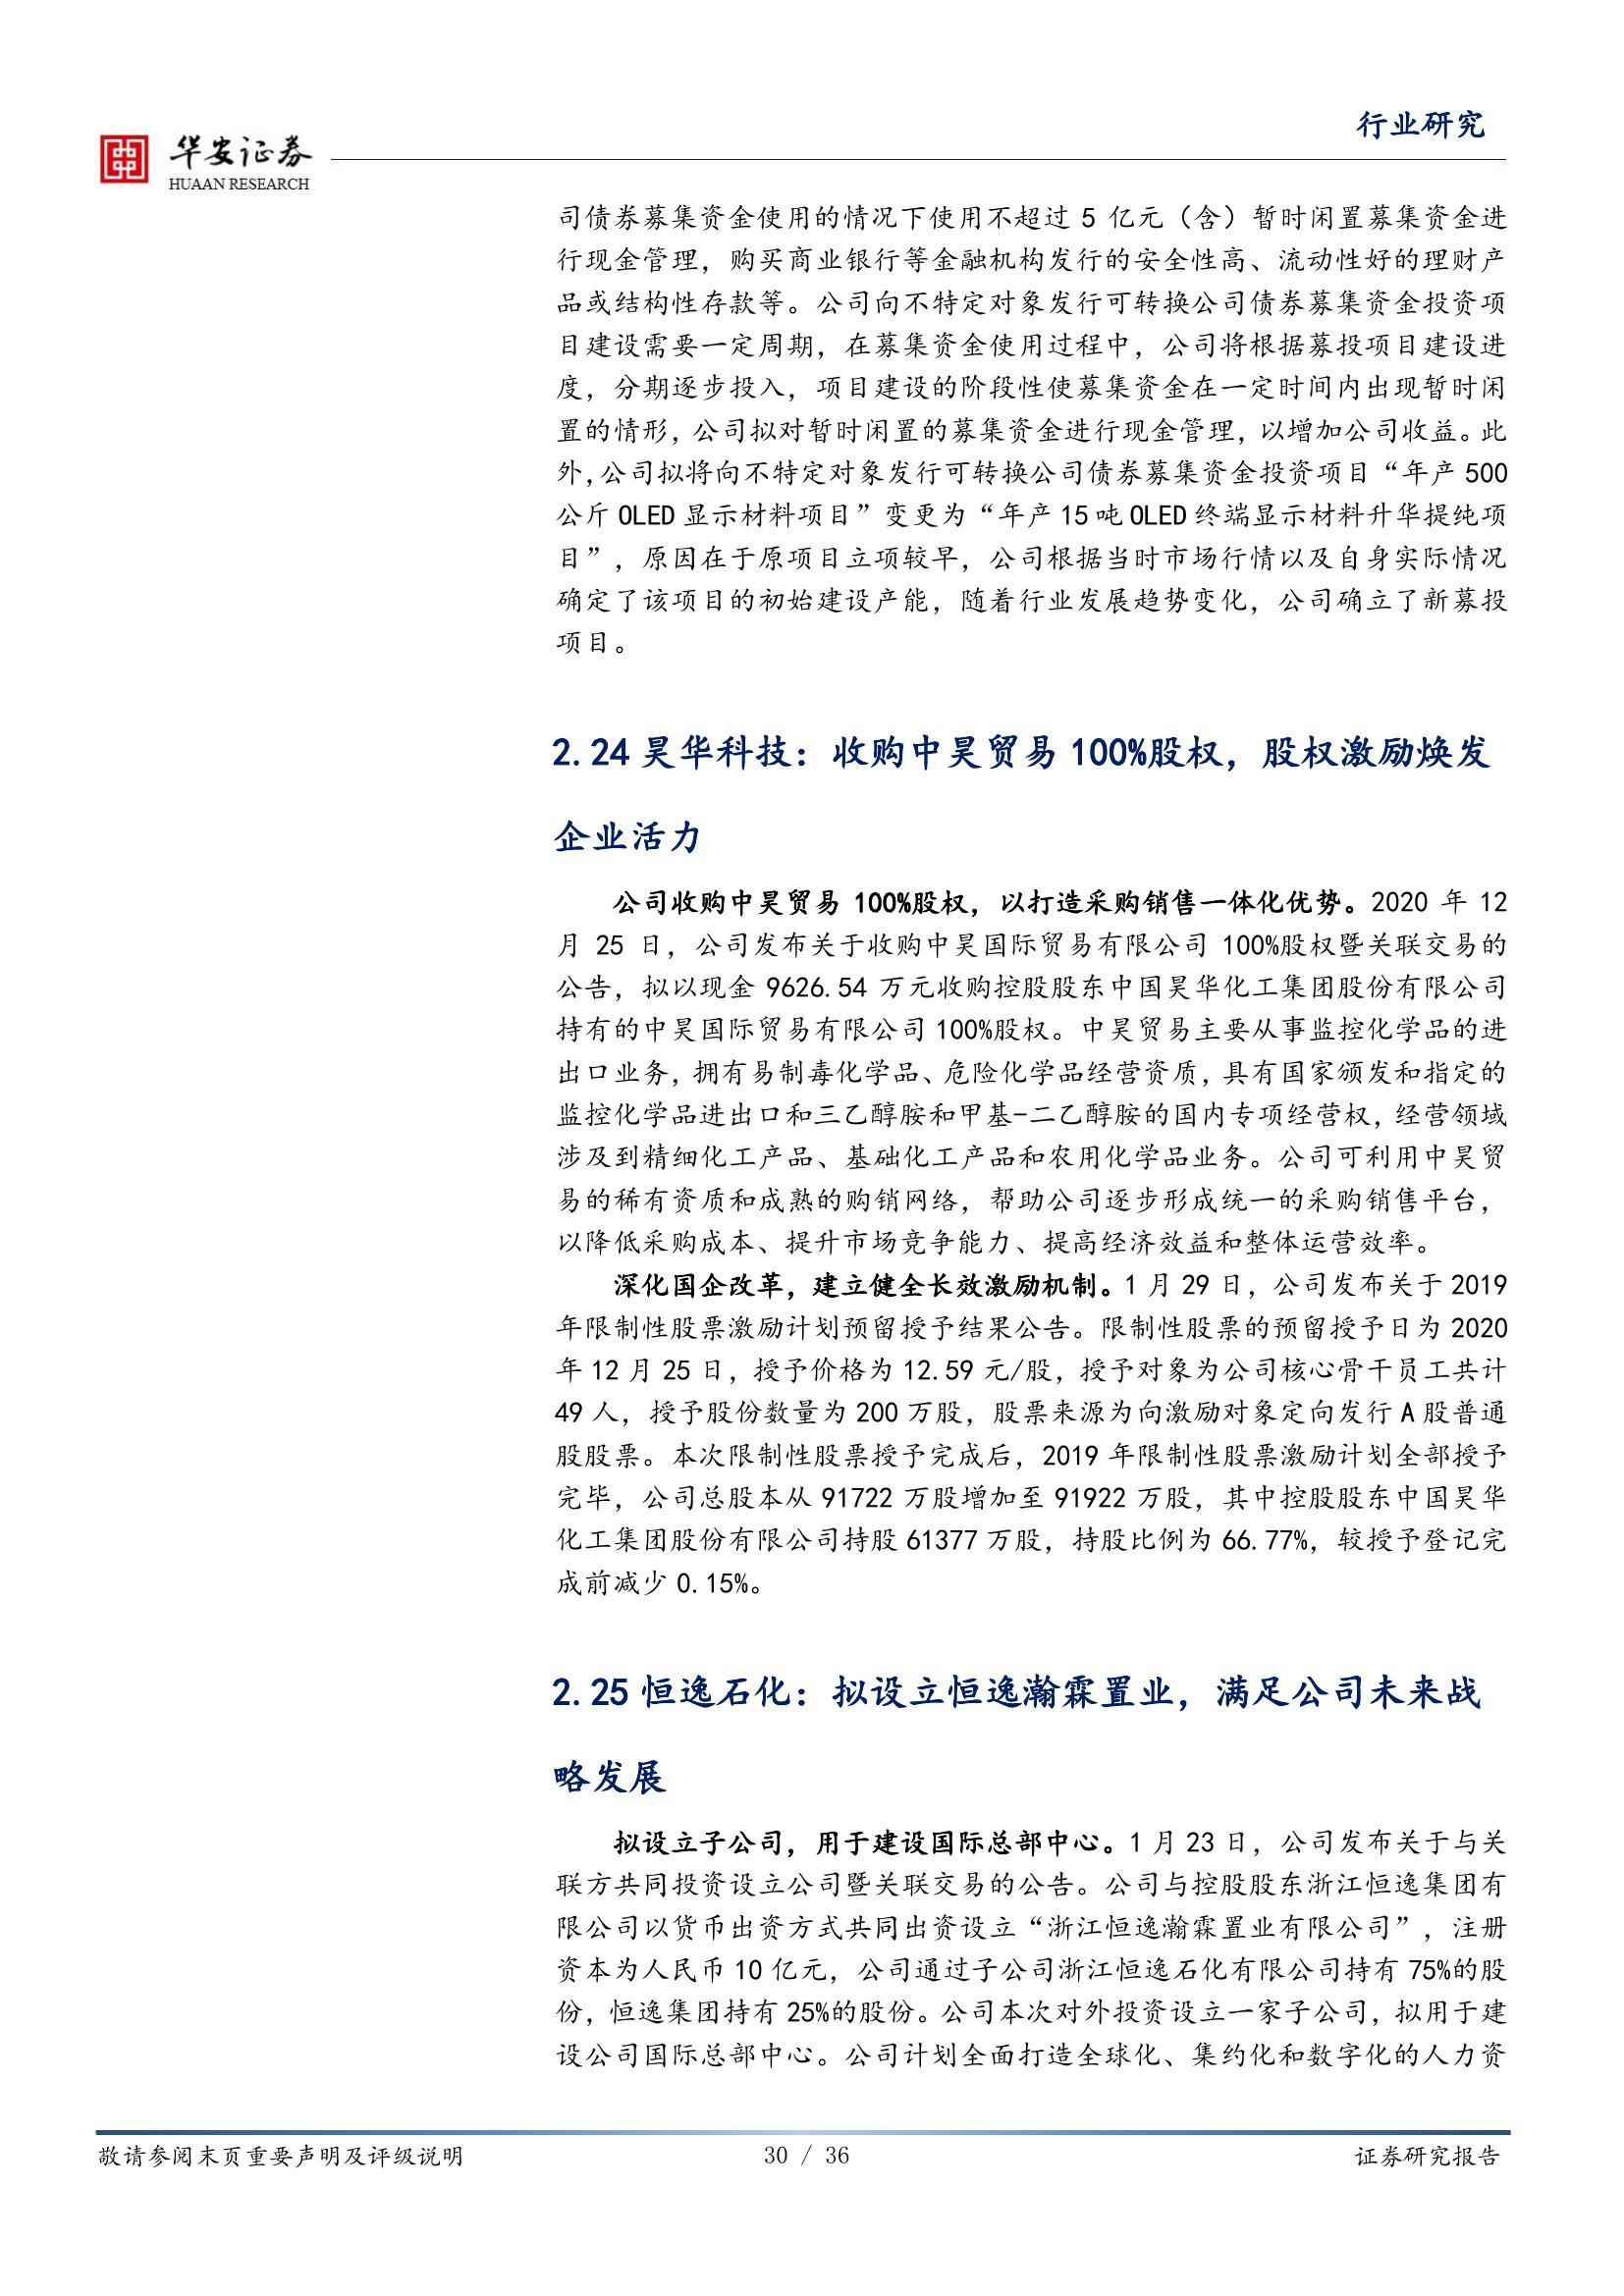 行业研究
华安证券
HUAAN RESEARCH
司债券募集资金使用的情况下使用不超过 5 亿元（含）暂时闲置募集资金进
行现金管理，购买商业银行等金融机构发行的安全性高、流动性好的理财产
品或结构性存款等。公司向不特定对象发行可转换公司债券募集资金投资项
目建设需要一定周期，在募集资金使用过程中，公司将根据募投项目建设进
度，分期逐步投入，项目建设的阶段性使募集资金在一定时间内出现暂时闲
置的情形，公司拟对暂时闲置的募集资金进行现金管理，以增加公司收益。此
外，公司拟将向不特定对象发行可转换公司债券募集资金投资项目“年产 500
公斤 OLED 显示材料项目”变更为“年产 15 吨 OLED 终端显示材料升华提纯项
目”，原因在于原项目立项较早，公司根据当时市场行情以及自身实际情况
确定了该项目的初始建设产能，随着行业发展趋势变化，公司确立了新募投
项目。
2.24 昊华科技：收购中昊贸易 100%股权，股权激励焕发
企业活力
公司收购中昊贸易 100%股权，以打造采购销售一体化优势。2020 年 12
月 25 日，公司发布关于收购中昊国际贸易有限公司 100%股权暨关联交易的
公告，拟以现金 9626.54 万元收购控股股东中国昊华化工集团股份有限公司
持有的中昊国际贸易有限公司 100%股权。中昊贸易主要从事监控化学品的进
出口业务，拥有易制毒化学品、危险化学品经营资质，具有国家颁发和指定的
监控化学品进出口和三乙醇胺和甲基-二乙醇胺的国内专项经营权，经营领域
涉及到精细化工产品、基础化工产品和农用化学品业务。公司可利用中昊贸
易的稀有资质和成熟的购销网络，帮助公司逐步形成统一的采购销售平台，
以降低采购成本、提升市场竞争能力、提高经济效益和整体运营效率。
深化国企改革，建立健全长效激励机制。1 月 29 日，公司发布关于 2019
年限制性股票激励计划预留授予结果公告。限制性股票的预留授予日为 2020
年 12 月 25 日，授予价格为 12.59 元/股，授予对象为公司核心骨干员工共计
49 人，授予股份数量为 200 万股，股票来源为向激励对象定向发行 A 股普通
股股票。本次限制性股票授予完成后，2019 年限制性股票激励计划全部授予
完毕，公司总股本从 91722 万股增加至 91922 万股，其中控股股东中国昊华
化工集团股份有限公司持股 61377 万股，持股比例为 66.77%，较授予登记完
成前减少 0.15%。
2.25 恒逸石化：拟设立恒逸瀚霖置业，满足公司未来战
略发展
拟设立子公司，用于建设国际总部中心。1 月 23 日，公司发布关于与关
联方共同投资设立公司暨关联交易的公告。公司与控股股东浙江恒逸集团有
限公司以货币出资方式共同出资设立“浙江恒逸瀚霖置业有限公司”，注册
资本为人民币 10 亿元，公司通过子公司浙江恒逸石化有限公司持有 75%的股
份，恒逸集团持有 25%的股份。公司本次对外投资设立一家子公司，拟用于建
设公司国际总部中心。公司计划全面打造全球化、集约化和数字化的人力资
敬请参阅末页重要声明及评级说明
30 / 36
证券研究报告